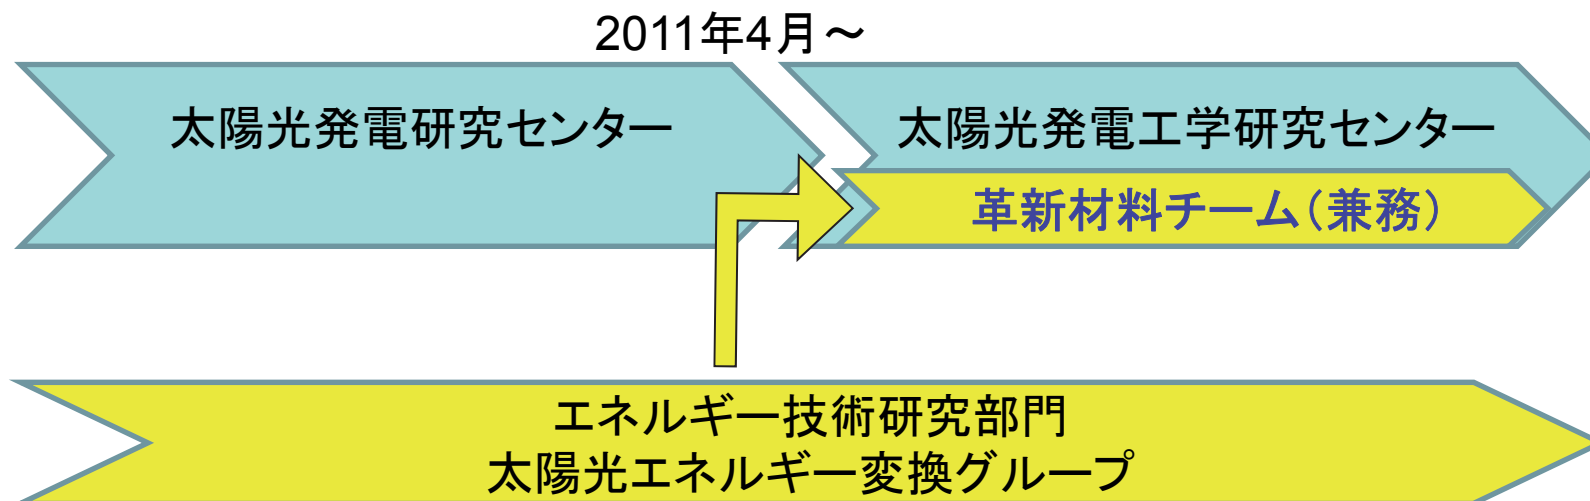 2011年4月～
太陽光発電研究センター
太陽光発電工学研究センター
革新材料チーム（兼務）
エネルギー技術研究部門
太陽光エネルギー変換グループ